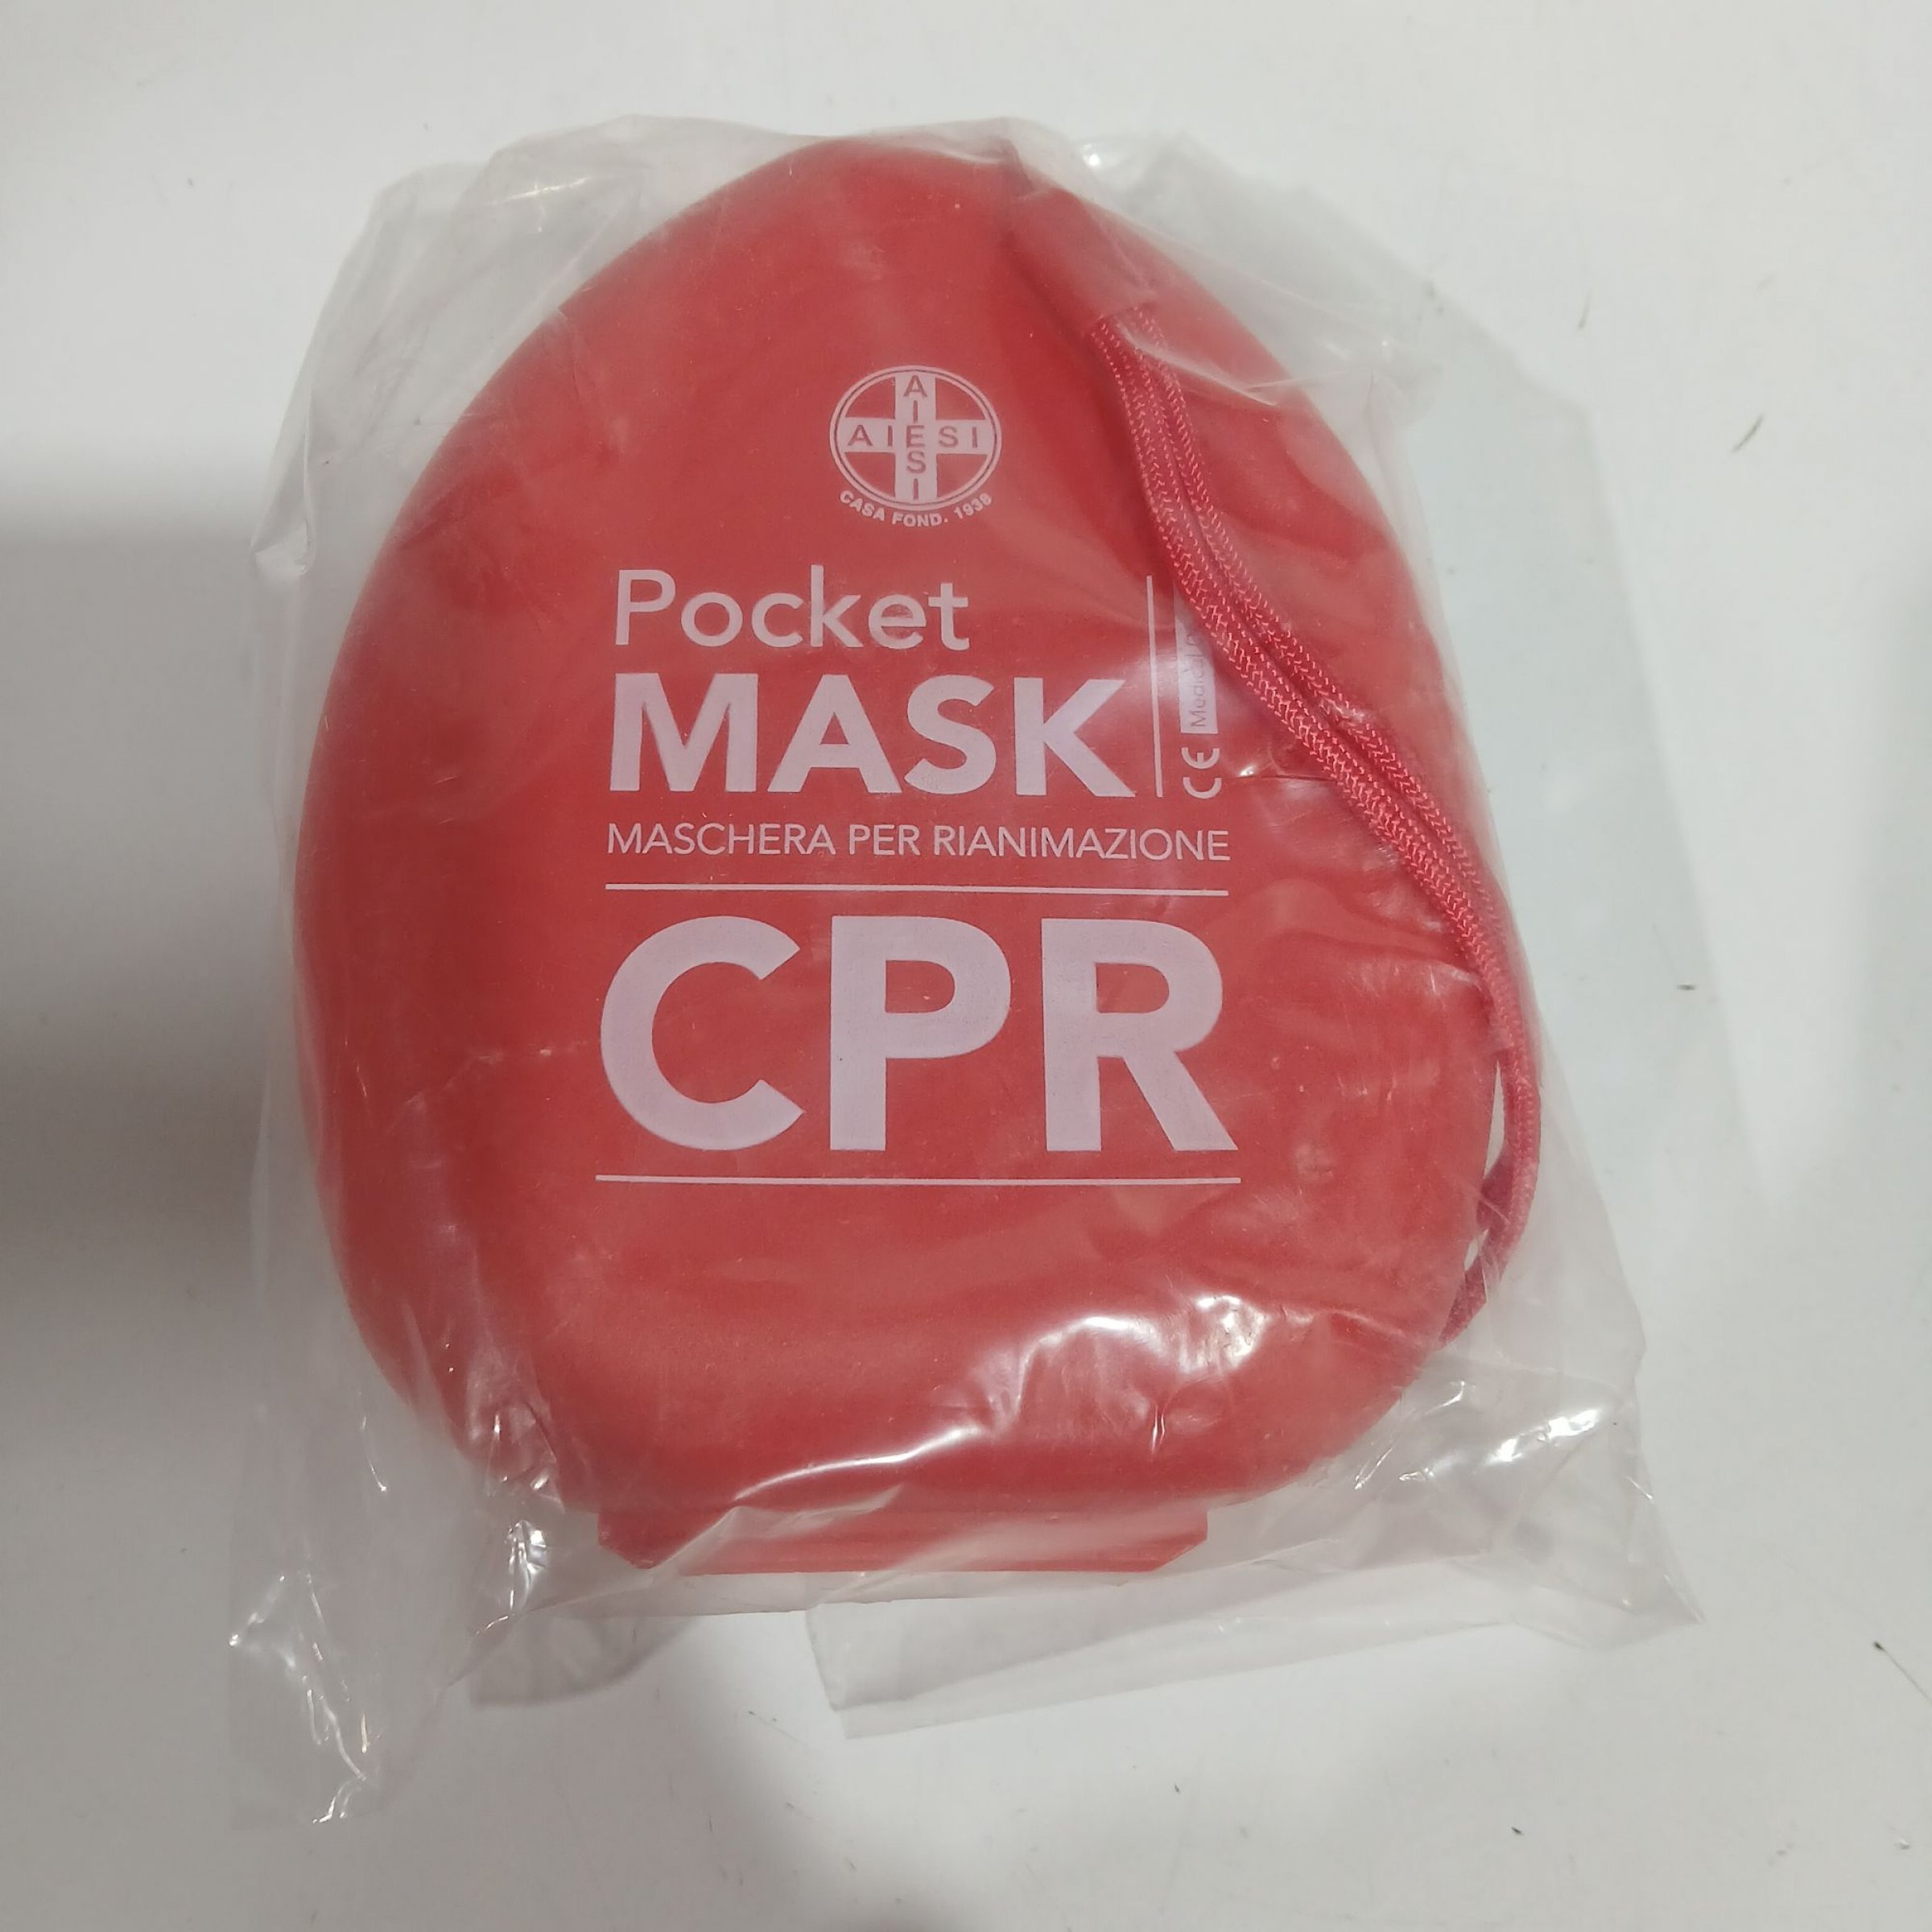 AIESI
AIESI
CASA FOND. 1938
Pocket
MASK
MASCHERA PER RIANIMAZIONE
CPR
CE